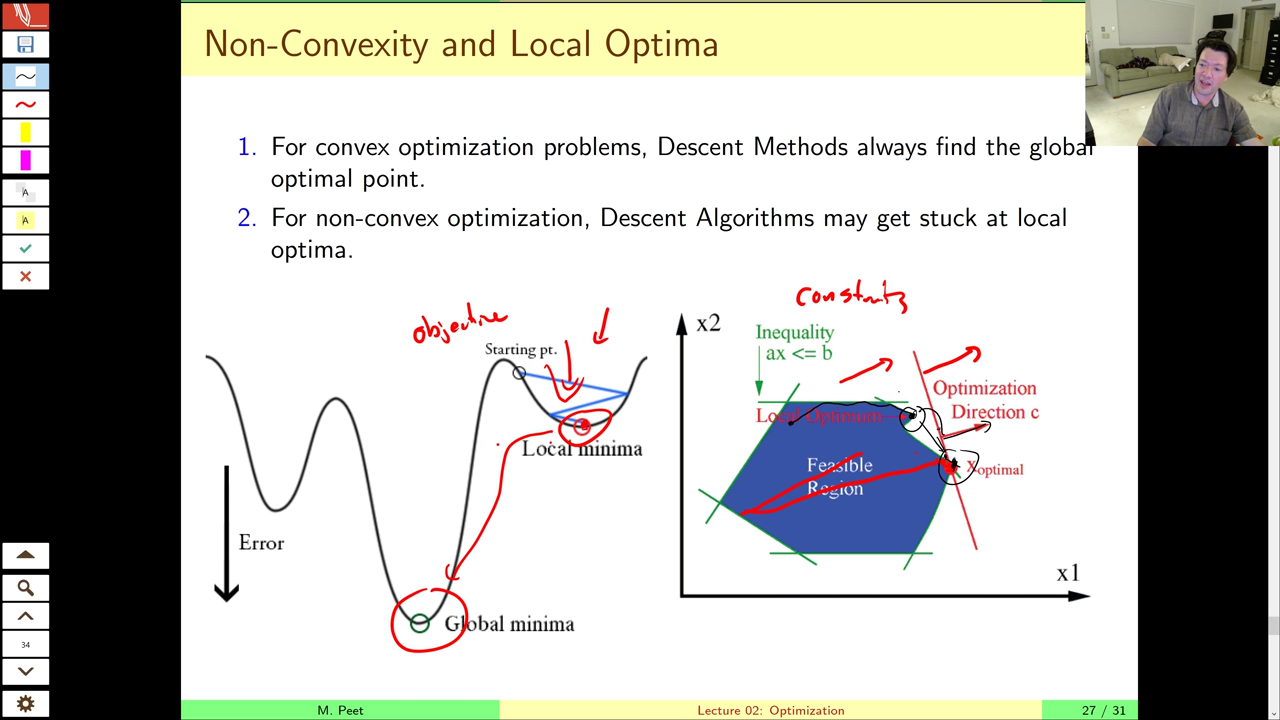 Non-Convexity and Local Optima
1. For convex optimization problems, Descent Methods always find the global
optimal point.
2. For non-convex optimization, Descent Algorithms may get stuck at local
optima.
objective
Starting pt.
Local minima
Error
Global minima
x2
Inequality
ax <= b
Optimization
Direction c
Local Optimum
Feasible
Region
x optimal
x1
34
M. Peet
Lecture 02: Optimization
27 / 31